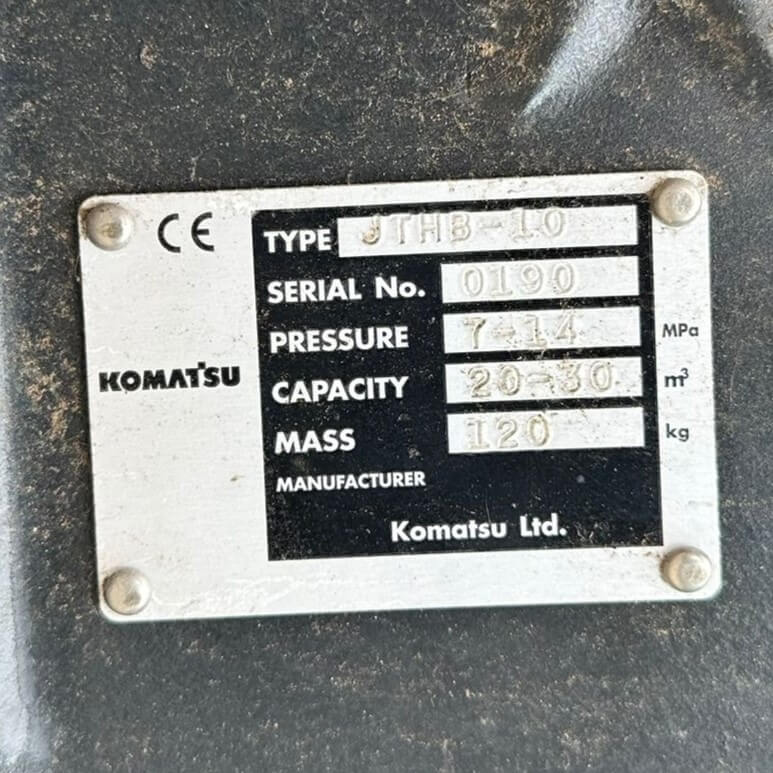 CE
TYPE JTHB-10
SERIAL No. 0190
PRESSURE 7-14 MPa
KOMATSU
CAPACITY 20-30 m³
MASS 120 kg
MANUFACTURER
Komatsu Ltd.